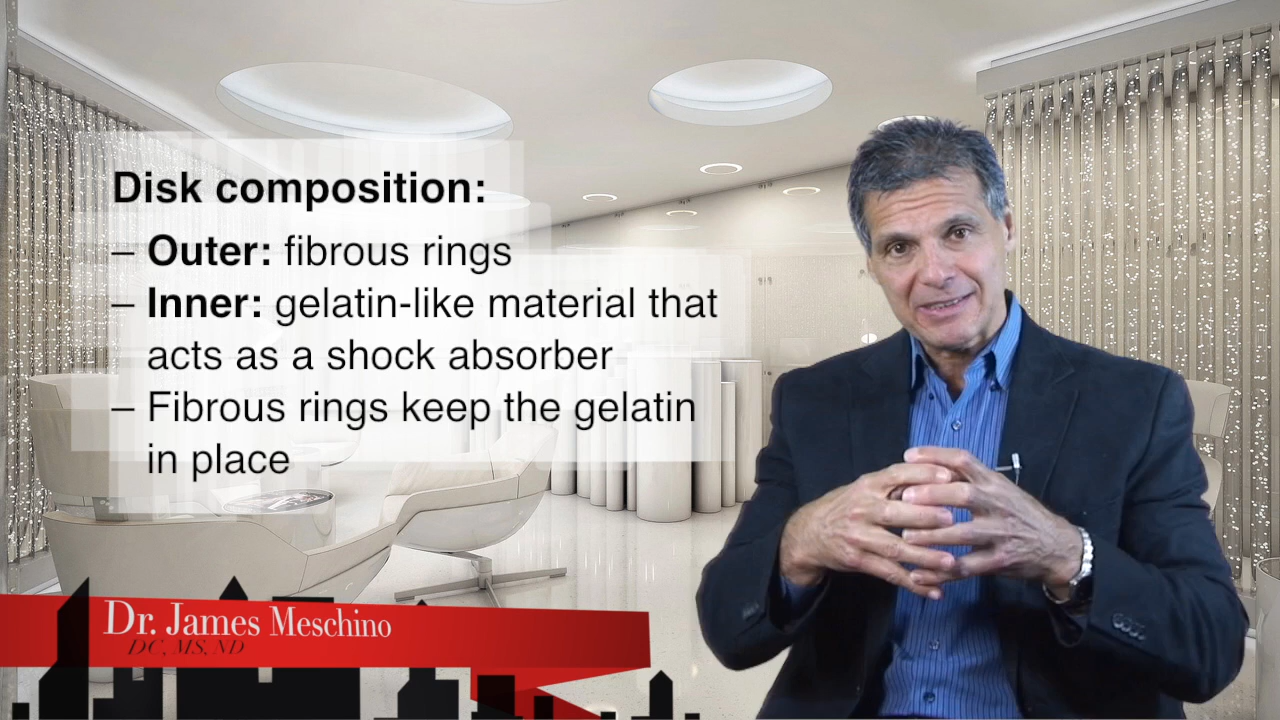 Disk composition:
– Outer: fibrous rings
– Inner: gelatin-like material that
acts as a shock absorber
– Fibrous rings keep the gelatin
in place
Dr. James Meschino
DC, MS, ND